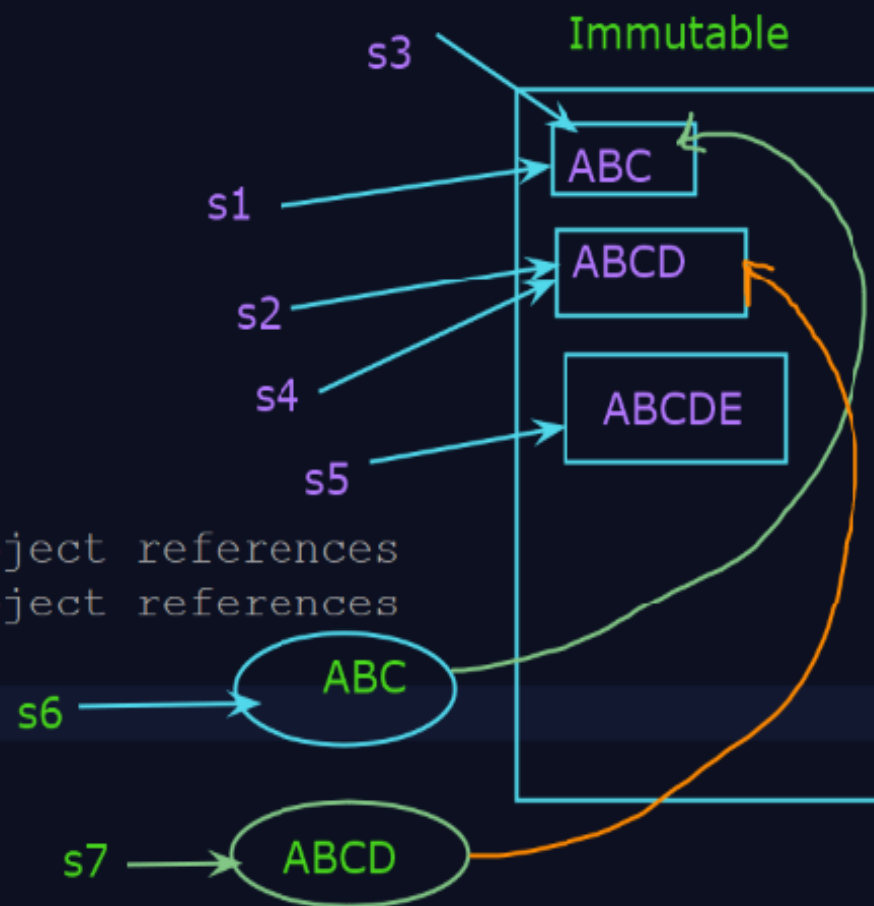 Immutable
s3
ABC
s1
ABCD
s2
s4
ABCDE
s5
ject references
ject references
ABC
s6
ABCD
s7